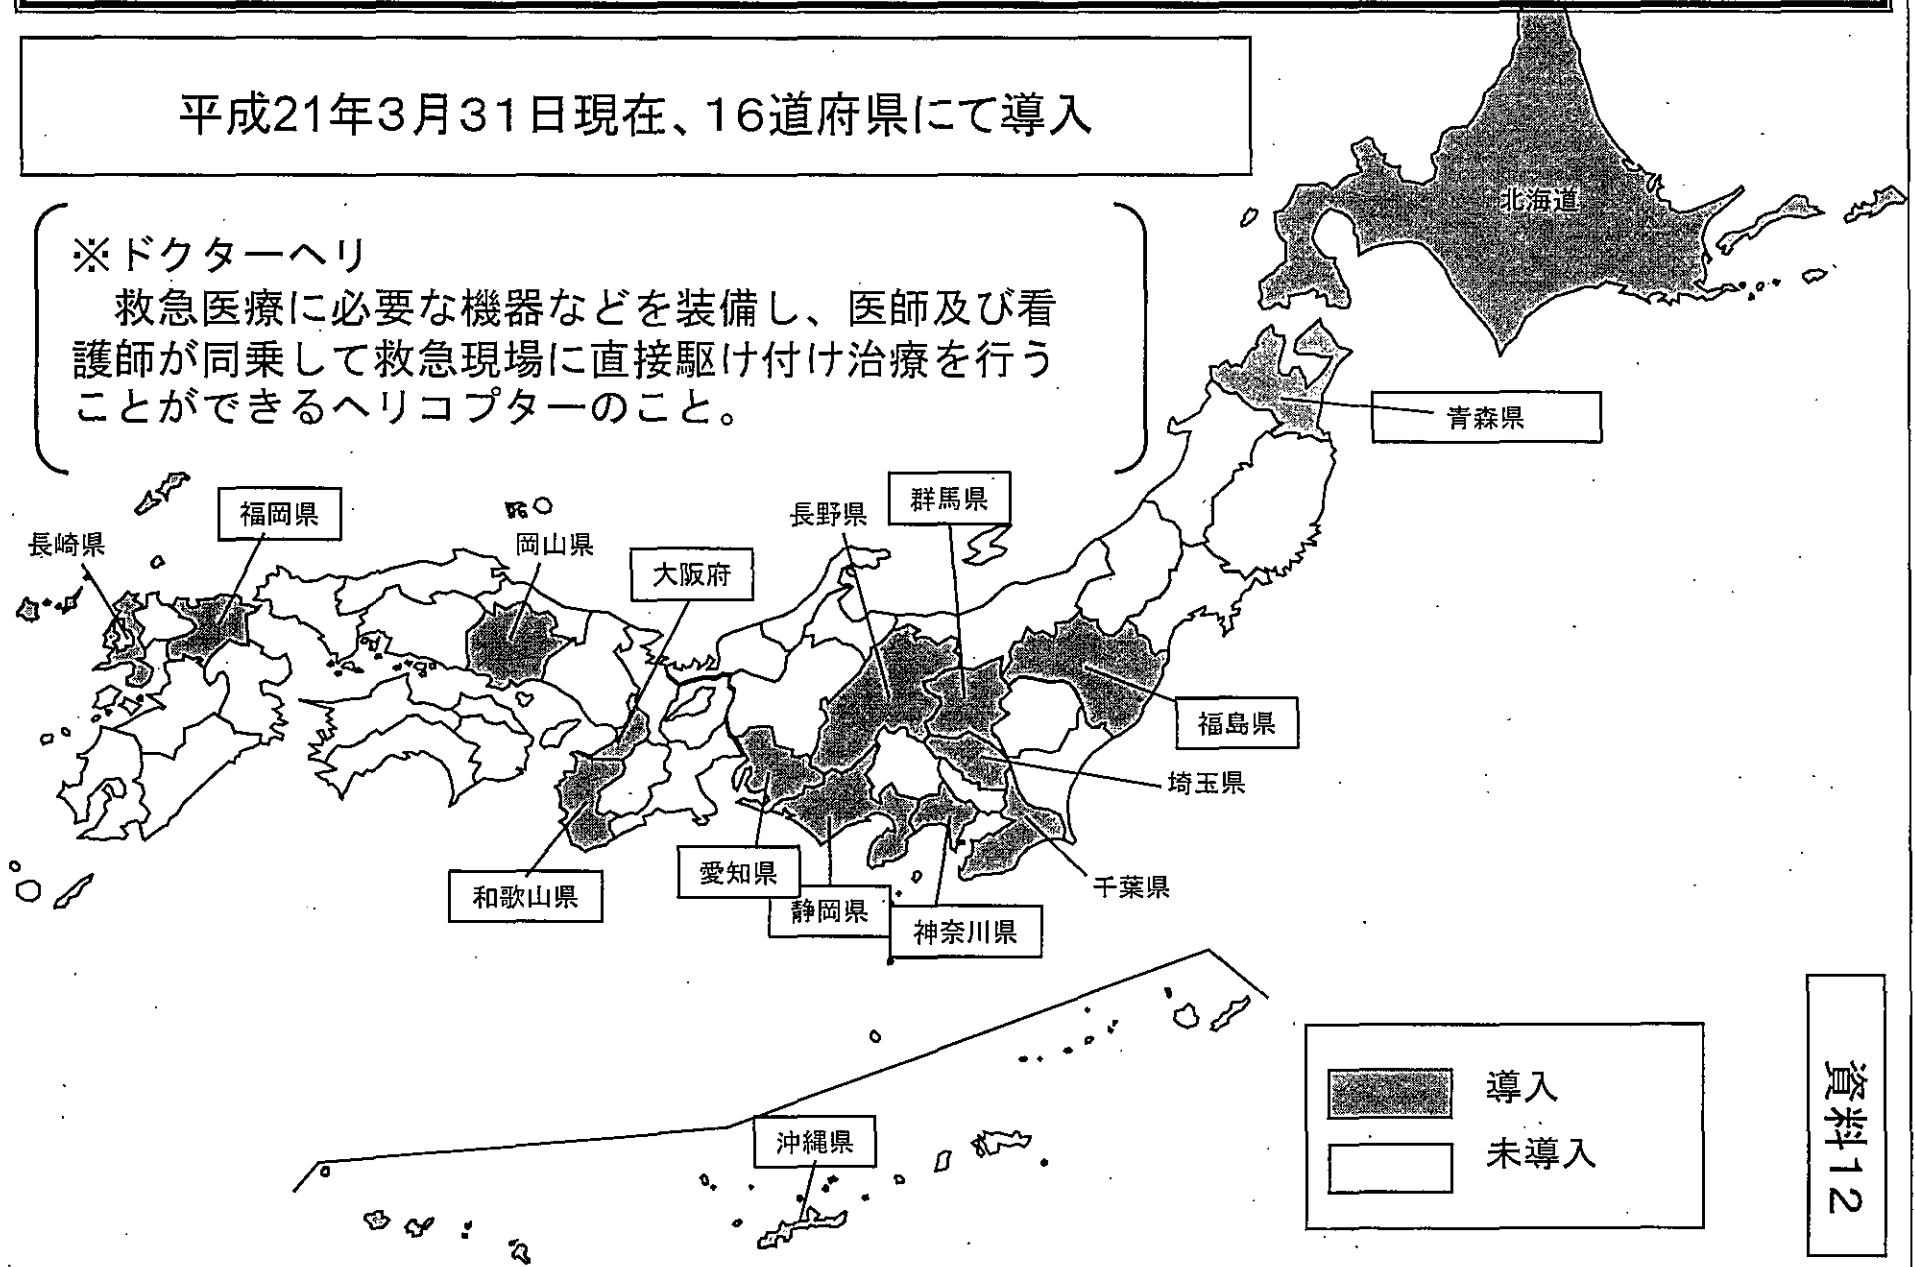 平成21年3月31日現在、16道府県にて導入
※ドクターヘリ
救急医療に必要な機器などを装備し、医師及び看
護師が同乗して救急現場に直接駆け付け治療を行う
ことができるヘリコプターのこと。
北海道
青森県
群馬県
長野県
福岡県
岡山県
長崎県
大阪府
福島県
埼玉県
愛知県
千葉県
和歌山県
静岡県
神奈川県
沖縄県
導入
未導入
資料12